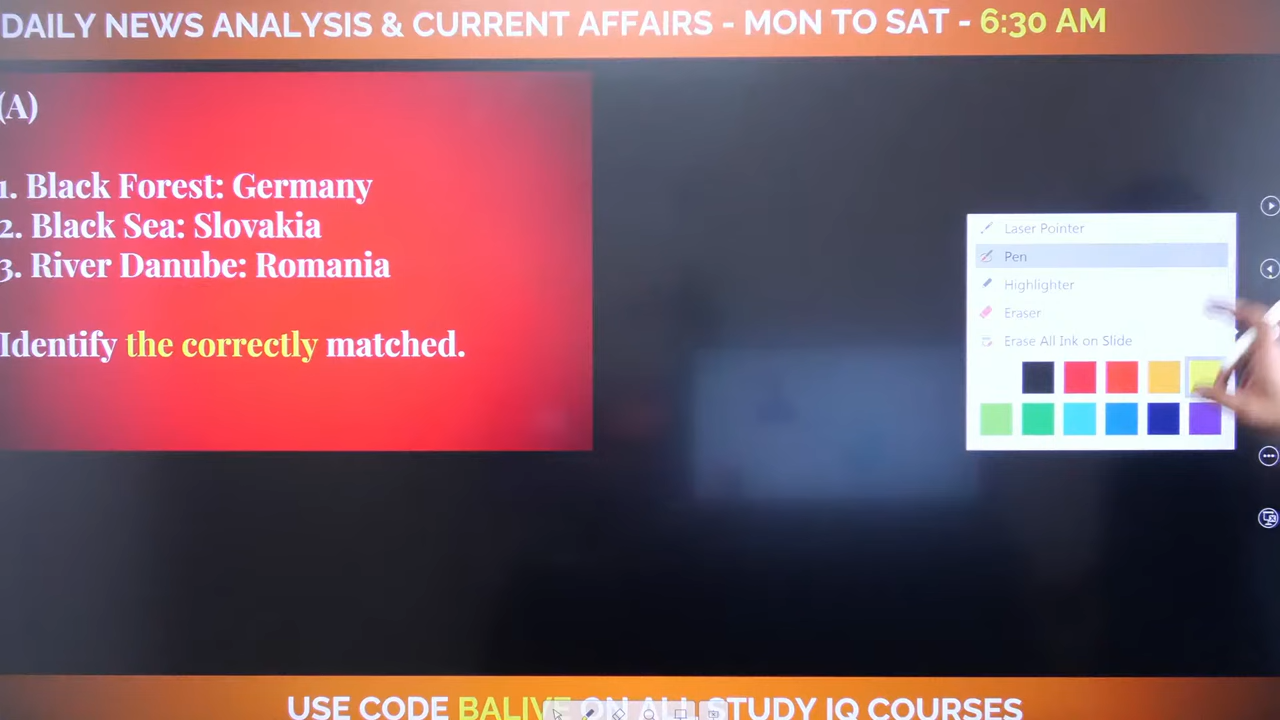 DAILY NEWS ANALYSIS & CURRENT AFFAIRS - MON TO SAT - 6:30 AM
(A)
1. Black Forest: Germany
2. Black Sea: Slovakia
3. River Danube: Romania
Identify the correctly matched.
Laser Pointer
Pen
Highlighter
Eraser
Erase All Ink on Slide
USE CODE BALIVE ON ALL STUDY IQ COURSES